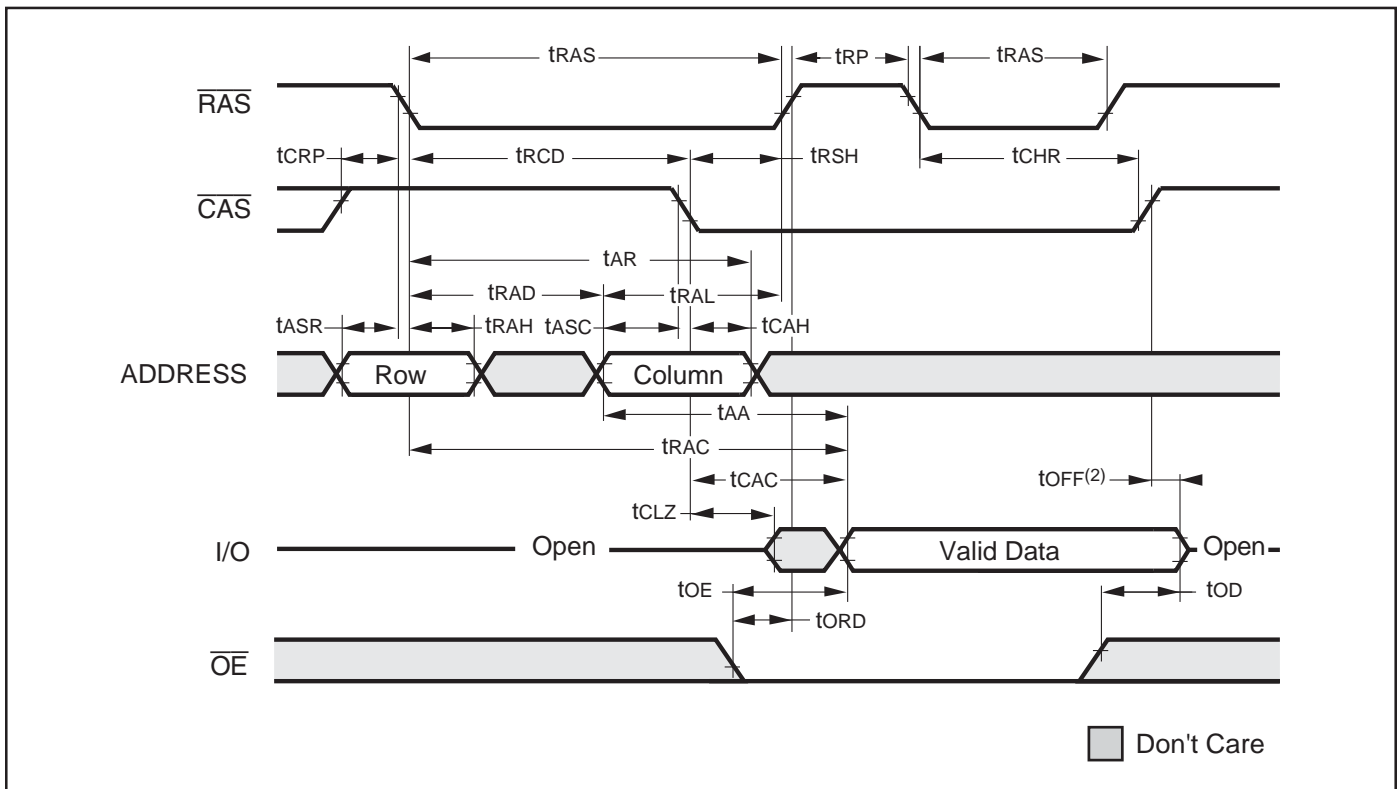 tRAS tRP tRAS
RAS
tCRP tRCD tRSH tCHR
CAS
tAR
tRAD tRAL
tASR tRAH tASC tCAH
ADDRESS Row Column
tAA
tRAC
tCAC tOFF(2)
tCLZ
I/O Open Valid Data Open
tOE tOD
tORD
OE
Don't Care